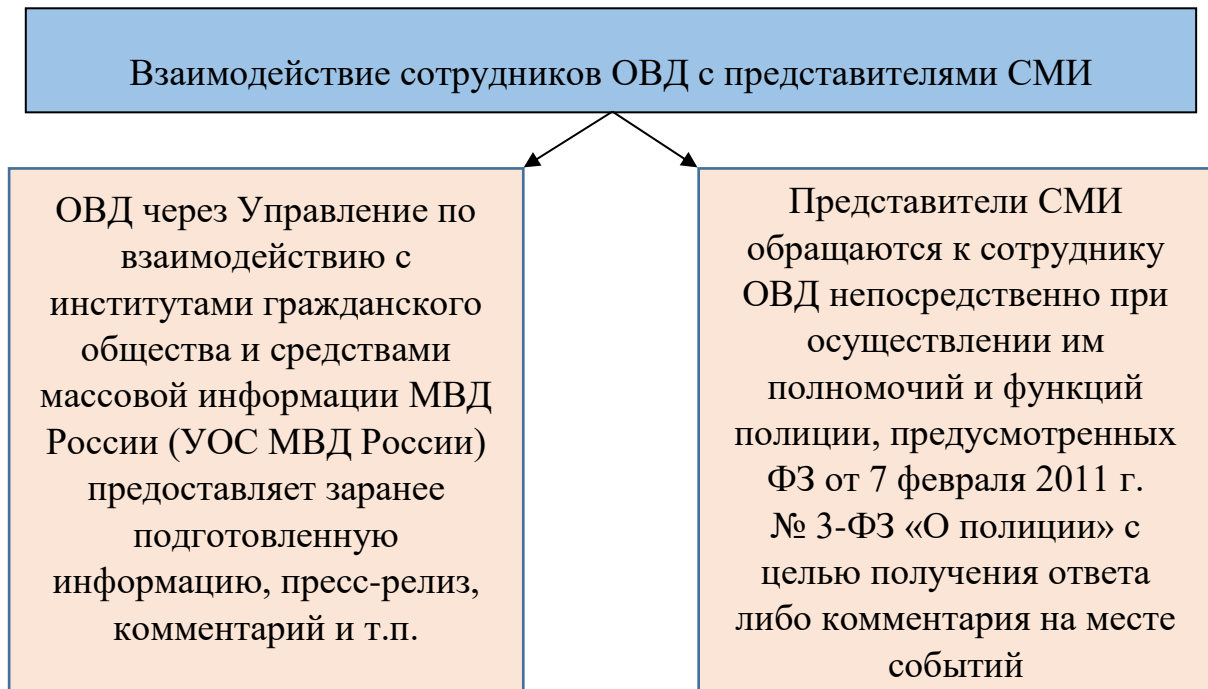 Взаимодействие сотрудников ОВД с представителями СМИ
ОВД через Управление по
взаимодействию с
институтами гражданского
общества и средствами
массовой информации МВД
России (УОС МВД России)
предоставляет заранее
подготовленную
информацию, пресс-релиз,
комментарий и т.п.
Представители СМИ
обращаются к сотруднику
ОВД непосредственно при
осуществлении им
полномочий и функций
полиции, предусмотренных
ФЗ от 7 февраля 2011 г.
№ 3-ФЗ «О полиции» с
целью получения ответа
либо комментария на месте
событий